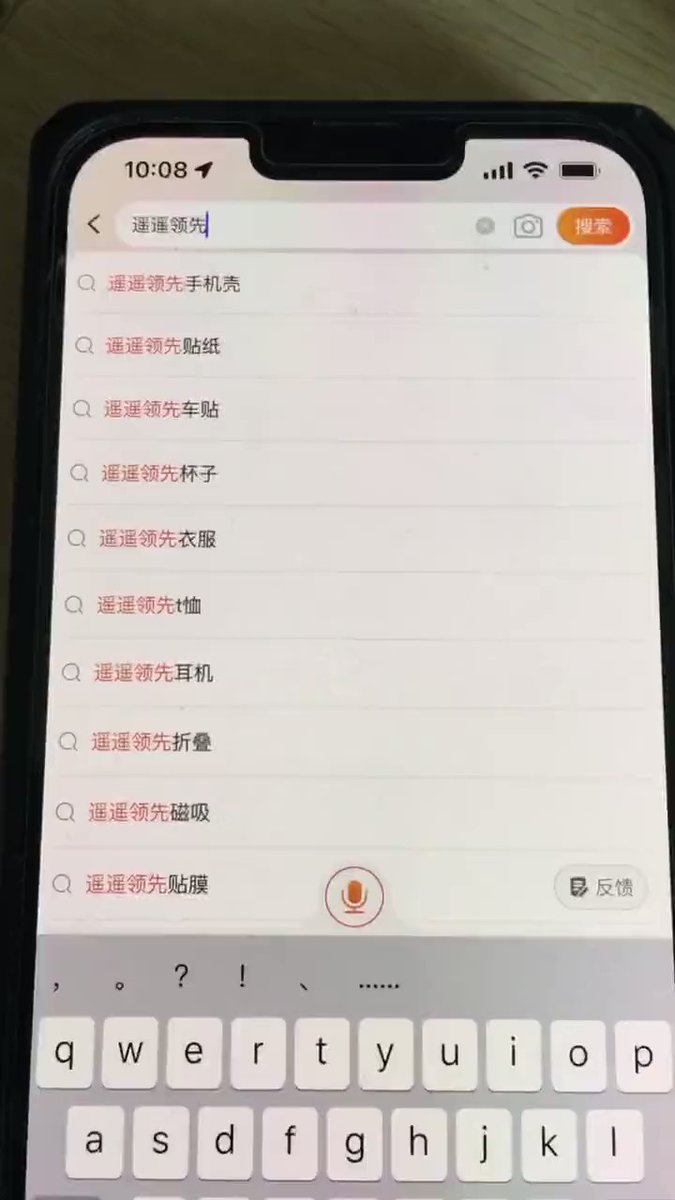 10:08
遥遥领先 搜索
遥遥领先手机壳
遥遥领先贴纸
遥遥领先车贴
遥遥领先杯子
遥遥领先衣服
遥遥领先t恤
遥遥领先耳机
遥遥领先折叠
遥遥领先磁吸
遥遥领先贴膜 反馈
， 。 ？ ！ 、 ……
q w e r t y u i o p
a s d f g h j k l